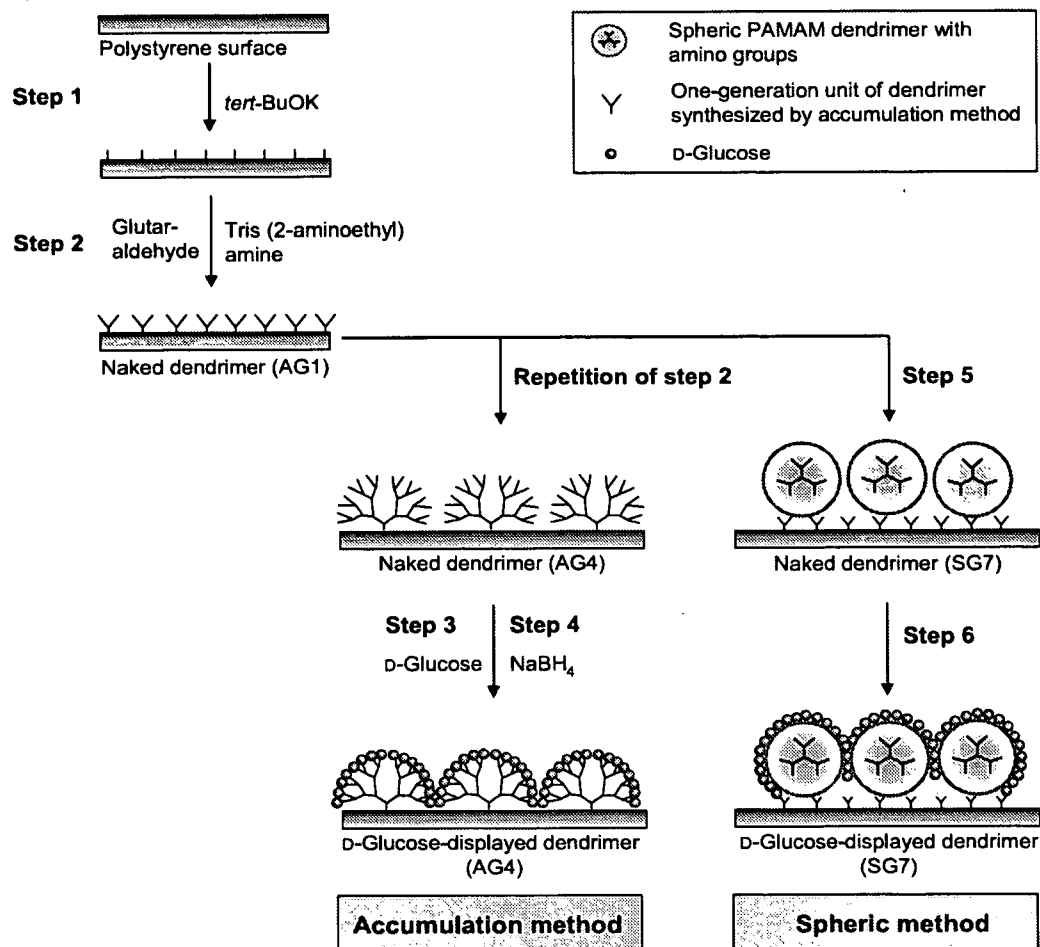 Polystyrene surface
Step 1
tert-BuOK
Spheric PAMAM dendrimer with
amino groups
One-generation unit of dendrimer
synthesized by accumulation method
D-Glucose
Step 2
Glutar-
aldehyde
Tris (2-aminoethyl)
amine
Naked dendrimer (AG1)
Repetition of step 2
Step 5
Naked dendrimer (AG4)
Naked dendrimer (SG7)
Step 3
Step 4
D-Glucose
NaBH₄
Step 6
D-Glucose-displayed dendrimer
(AG4)
D-Glucose-displayed dendrimer
(SG7)
Accumulation method
Spheric method